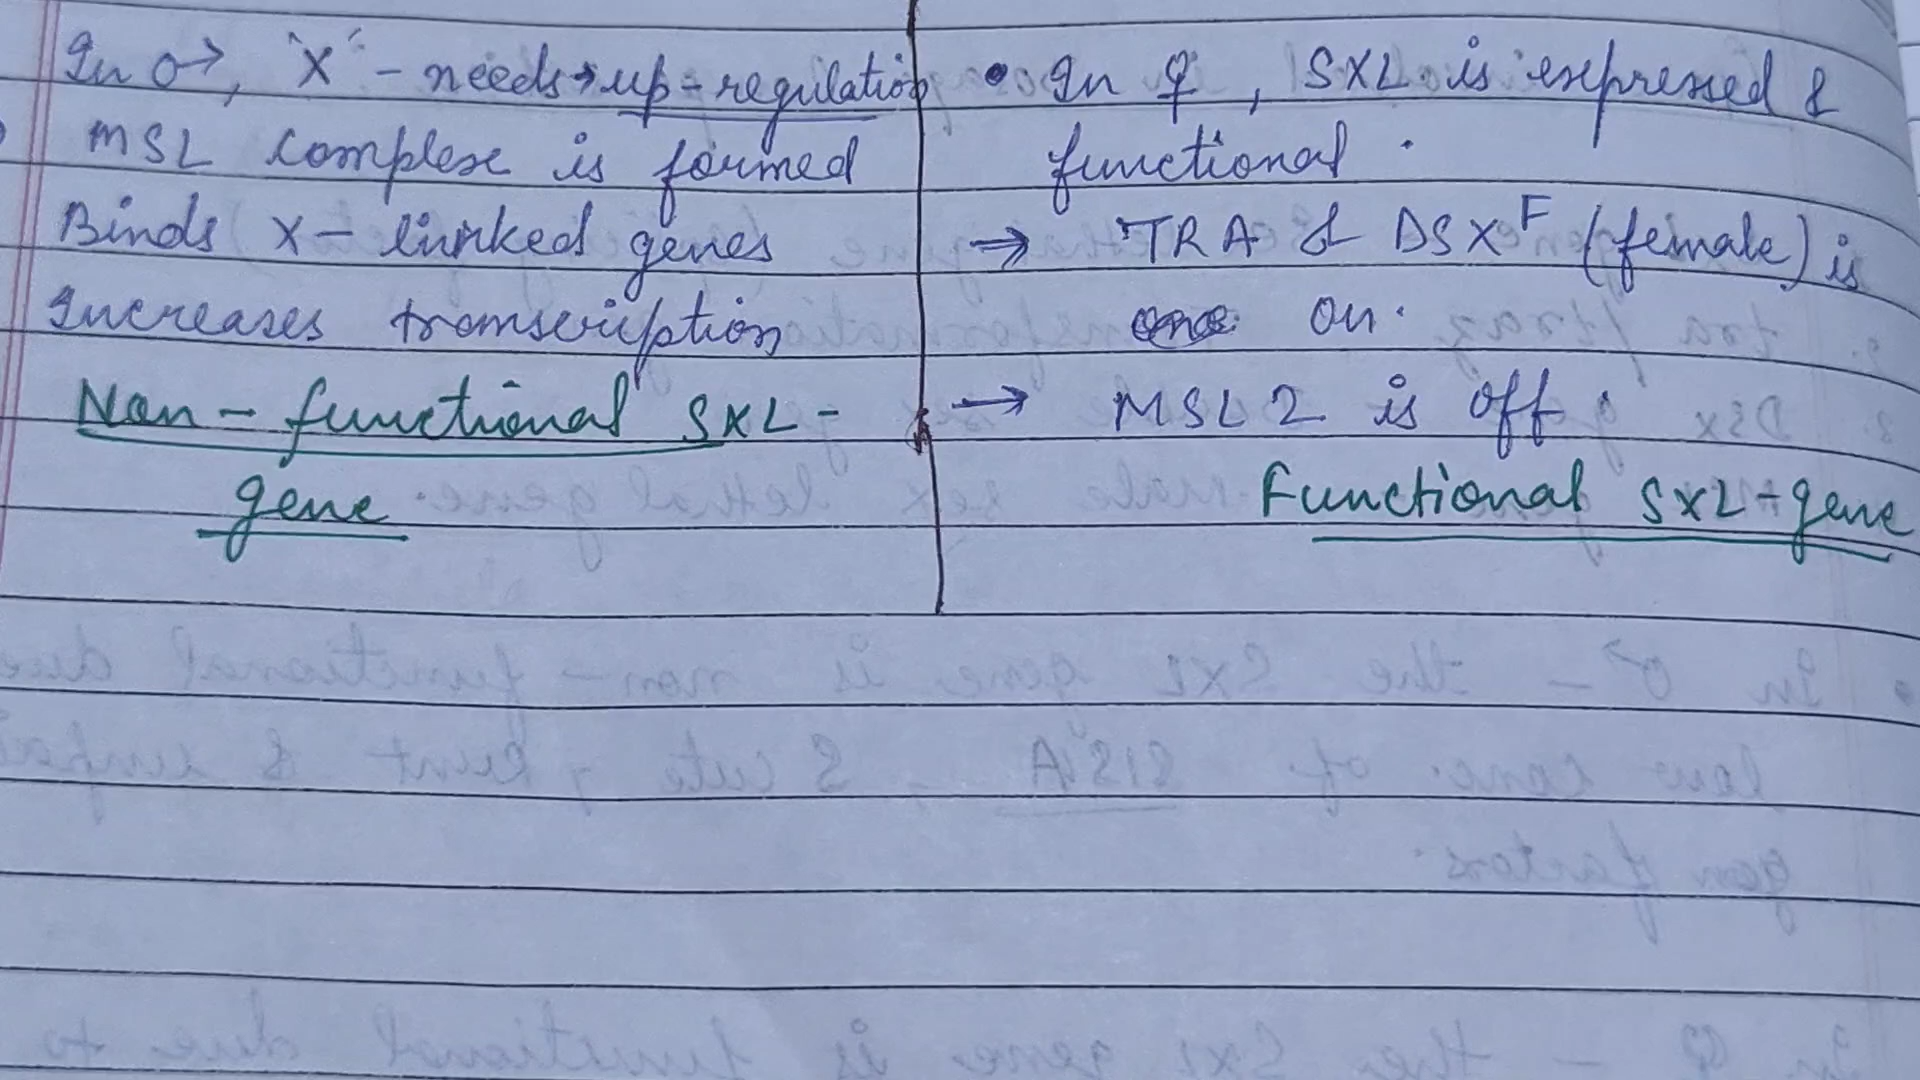 In ♂, "X" - needs → up-regulation
MSL complex is formed
Binds X-linked genes
Increases transcription
Non-functional SXL-
gene
• In ♀, SXL is expressed &
functional.
→ TRA & DSX^F (female) is
on.
→ MSL2 is off.
Functional SXL-gene